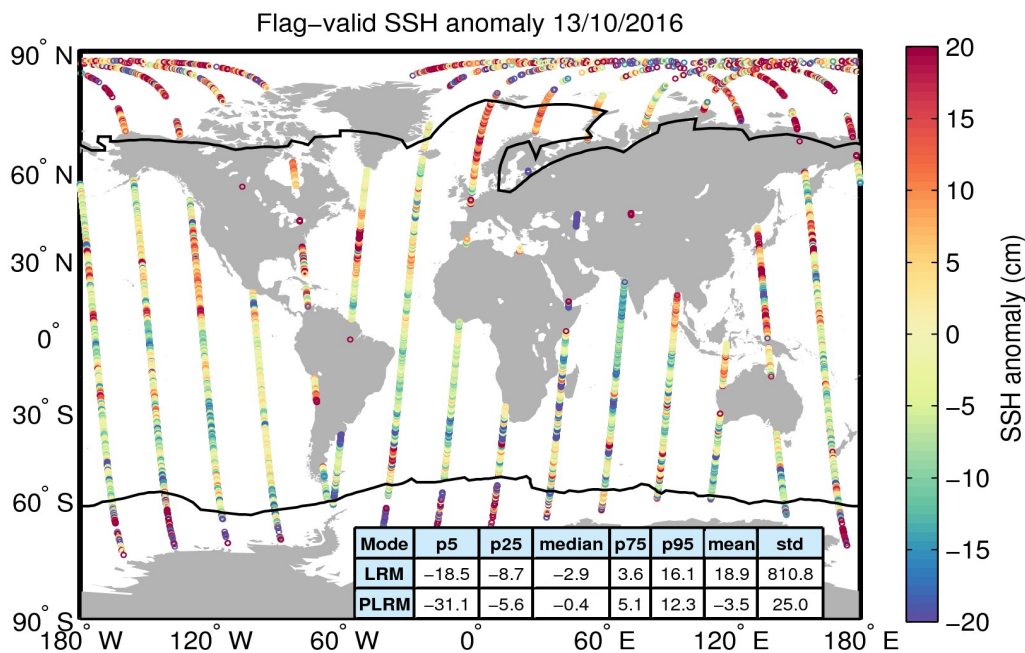 Flag−valid SSH anomaly 13/10/2016
90° N
60° N
30° N
0°
30° S
60° S
90° S
180° W
120° W
60° W
0°
60° E
120° E
180° E
20
15
10
5
0
−5
−10
−15
−20
SSH anomaly (cm)
Mode p5 p25 median p75 p95 mean std
LRM −18.5 −8.7 −2.9 3.6 16.1 18.9 810.8
PLRM −31.1 −5.6 −0.4 5.1 12.3 −3.5 25.0